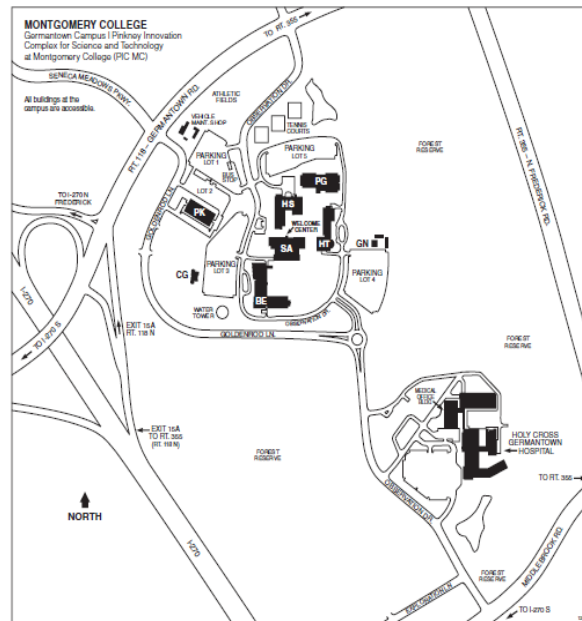 MONTGOMERY COLLEGE
Germantown Campus | Pinkney Innovation
Complex for Science and Technology
at Montgomery College (PIC MC)
TO RT. 355
SENECA MEADOWS PKWY.
All buildings at the
campus are accessible.
RT. 118 – GERMANTOWN RD.
ATHLETIC
FIELDS
OBSERVATION DR.
VEHICLE
MAINT. SHOP
TENNIS
COURTS
PARKING
LOT 1
PARKING
LOT 5
FOREST
RESERVE
RT. 355 – N. FREDERICK RD.
BUS
STOP
LOT 2
PG
TO I-270 N
FREDERICK
GOLDENROD LN.
PK
HS
WELCOME
CENTER
SA
HT
GN
CG
PARKING
LOT 3
PARKING
LOT 4
BE
I-270
TO I-270 S
WATER
TOWER
OBSERVATION DR.
EXIT 15A
RT. 118 N
GOLDENROD LN.
FOREST
RESERVE
MEDICAL
OFFICE
BLDG.
EXIT 15A
TO RT. 355
(RT. 118 N)
HOLY CROSS
GERMANTOWN
HOSPITAL
FOREST
RESERVE
TO RT. 355
OBSERVATION DR.
NORTH
I-270
MIDDLEBROOK RD.
FOREST
RESERVE
EXPLORATION LN.
TO I-270 S